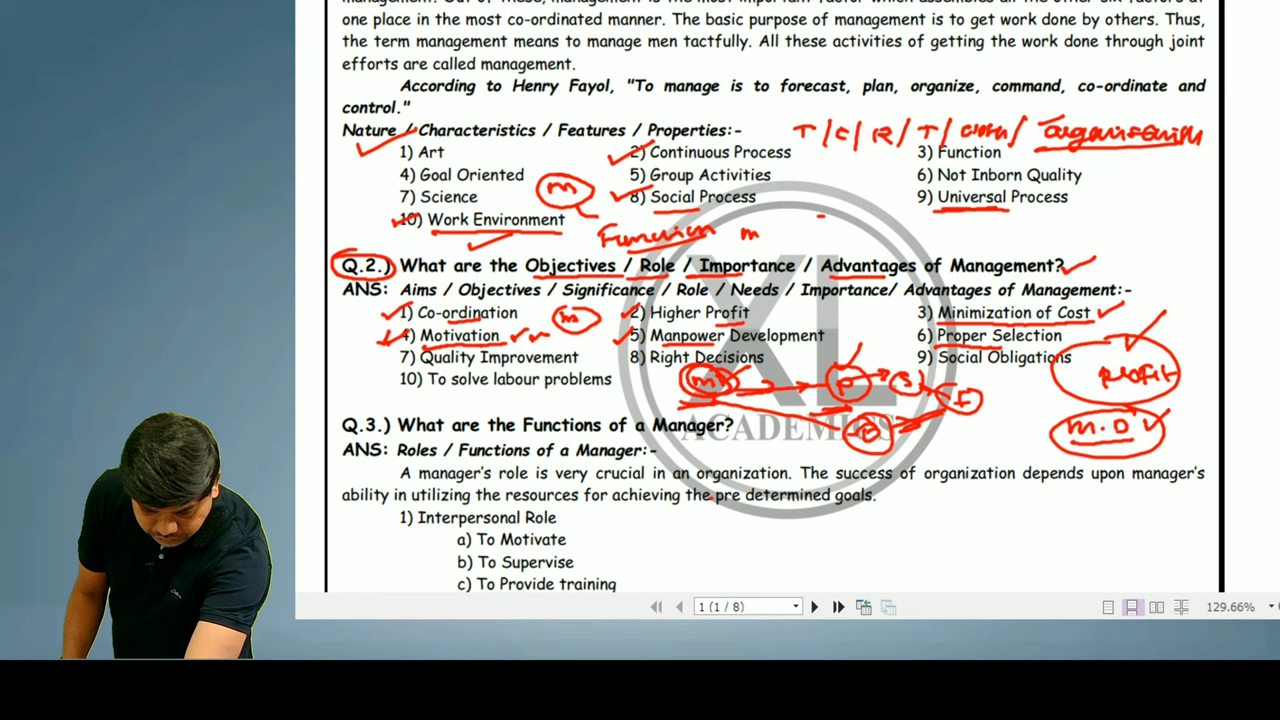 management. Out of these, management is the most important factor which assembles all the other six factors at
one place in the most co-ordinated manner. The basic purpose of management is to get work done by others. Thus,
the term management means to manage men tactfully. All these activities of getting the work done through joint
efforts are called management.
According to Henry Fayol, "To manage is to forecast, plan, organize, command, co-ordinate and
control."
Nature / Characteristics / Features / Properties:- T / C / R / T /
1) Art 2) Continuous Process 3) Function
4) Goal Oriented 5) Group Activities 6) Not Inborn Quality
m
7) Science 8) Social Process 9) Universal Process
10) Work Environment
Function m
Q.2.) What are the Objectives / Role / Importance / Advantages of Management?
ANS: Aims / Objectives / Significance / Role / Needs / Importance/ Advantages of Management:-
1) Co-ordination m 2) Higher Profit 3) Minimization of Cost
4) Motivation 5) Manpower Development 6) Proper Selection
7) Quality Improvement 8) Right Decisions 9) Social Obligations
Profit
10) To solve labour problems
XL
ACADEMICS
Q.3.) What are the Functions of a Manager?
M.D
ANS: Roles / Functions of a Manager:-
A manager's role is very crucial in an organization. The success of organization depends upon manager's
ability in utilizing the resources for achieving the pre determined goals.
1) Interpersonal Role
a) To Motivate
b) To Supervise
c) To Provide training
1 (1 / 8) 129.66%